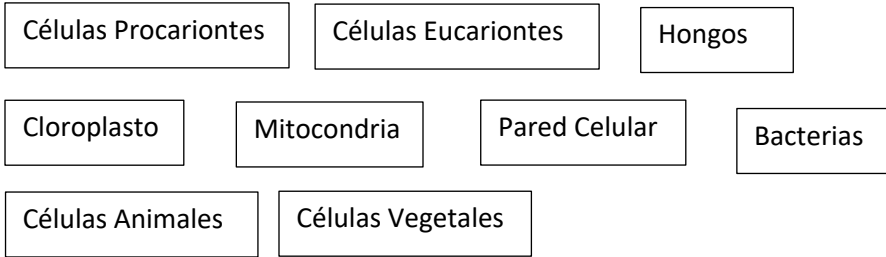 Células Procariontes
Células Eucariontes
Hongos
Cloroplasto
Mitocondria
Pared Celular
Bacterias
Células Animales
Células Vegetales